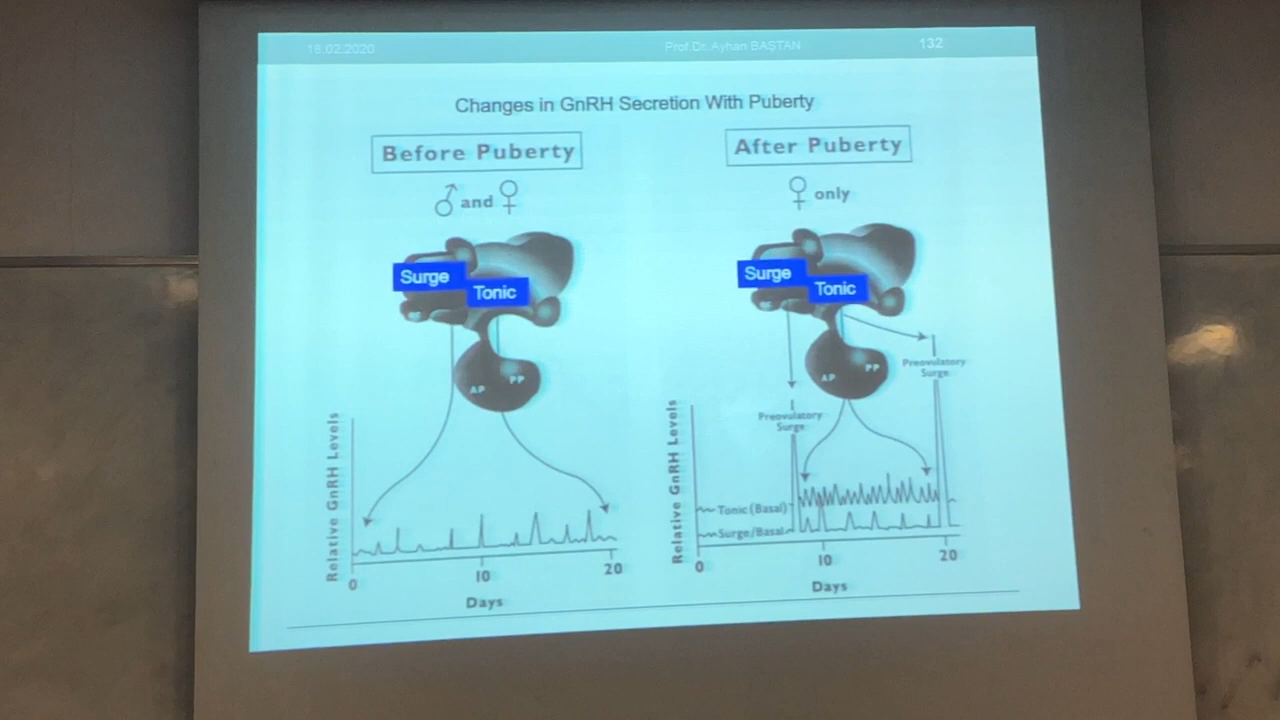 18.02.2020 Prof.Dr. Ayhan BAŞTAN 132
Changes in GnRH Secretion With Puberty
Before Puberty
♂ and ♀
Surge
Tonic
AP PP
Relative GnRH Levels
0 10 20
Days
After Puberty
♀ only
Surge
Tonic
AP PP
Preovulatory
Surge
Preovulatory
Surge
Relative GnRH Levels
Tonic (Basal)
Surge/Basal
0 10 20
Days